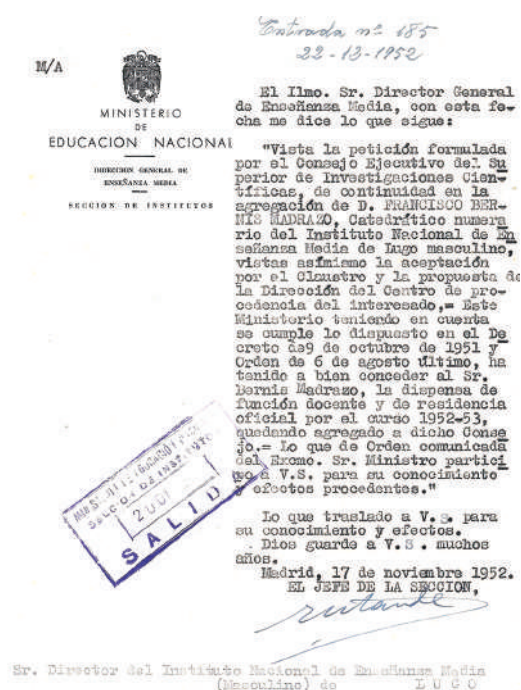 Entrada nº 685
22-13-1952
M/A
MINISTERIO
DE
EDUCACION NACIONAL
DIRECCION GENERAL DE
ENSEÑANZA MEDIA
SECCION DE INSTITUTOS
El Ilmo. Sr. Director General
de Enseñanza Media, con esta fe-
cha me dice lo que sigue:
"Vista la petición formulada
por el Consejo Ejecutivo del Su
perior de Investigaciones Cien-
tíficas, de continuidad en la
agregación de D. FRANCISCO BER-
NIS MADRAZO, Catedrático numera
rio del Instituto Nacional de En
señanza Media de Lugo masculino,
vistas asímismo la aceptación
por el Claustro y la propuesta de
la Dirección del Centro de pro-
cedencia del interesado,= Este
Ministerio teniendo en cuenta
se cumple lo dispuesto en el De
creto de9 de octubre de 1951 y
Orden de 6 de agosto último, ha
tenido a bien conceder al Sr.
Bernis Madrazo, la dispensa de
función docente y de residencia
oficial por el curso 1952-53,
quedando agregado a dicho Conse
jo.= Lo que de Orden comunicada
del Excmo. Sr. Ministro partici
po a V.S. para su conocimiento
y efectos procedentes."
SECCION DE INSTITUTOS
SALIDA
Lo que traslado a V.S. para
su conocimiento y efectos.
Dios guarde a V.S. muchos
años.
Madrid, 17 de noviembre 1952.
EL JEFE DE LA SECCION,
Sr. Director del Instituto Nacional de Enseñanza Media
(Masculino) de LUGO